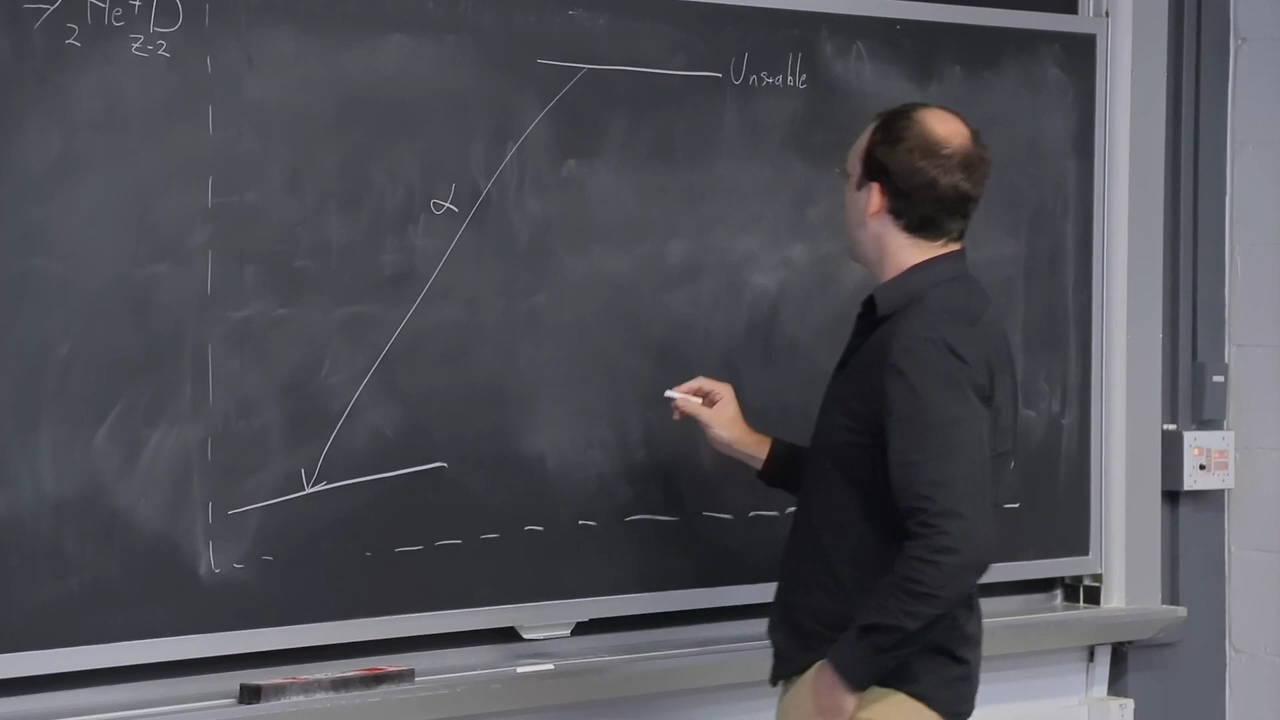 → ₂He + D
Z-2
Unstable
α